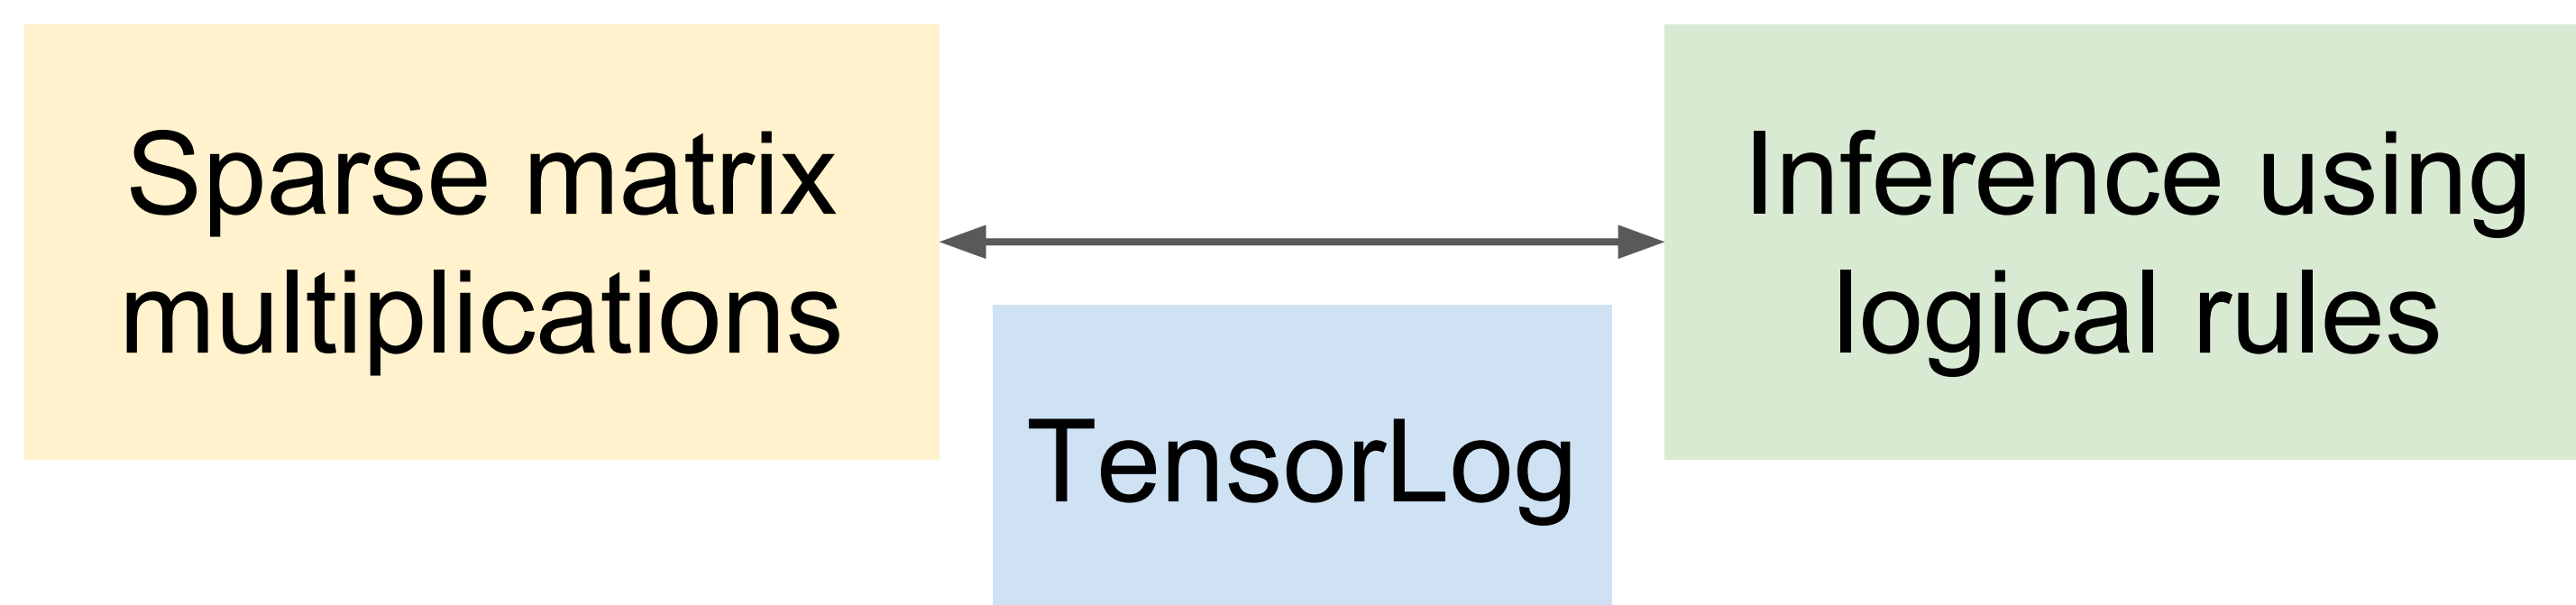 Sparse matrix
multiplications
TensorLog
Inference using
logical rules